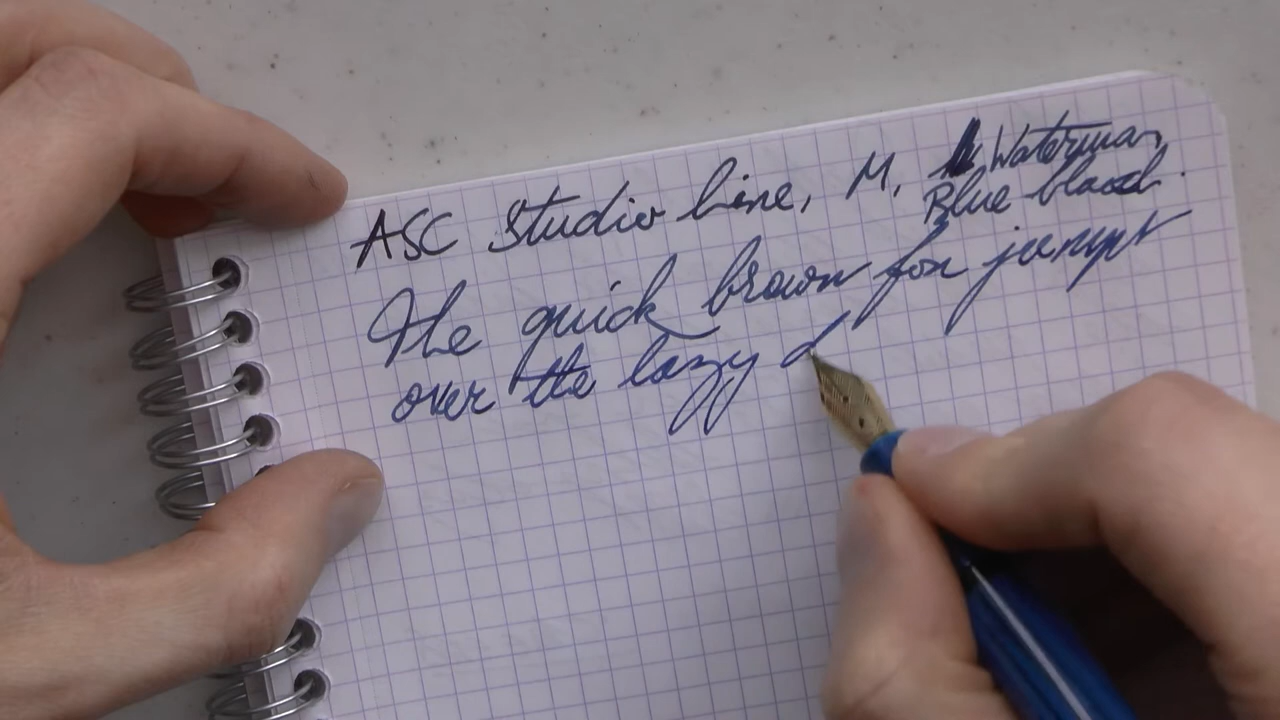 ASC Studio line, M, Waterman
Blue black.
The quick brown fox jumps
over the lazy d